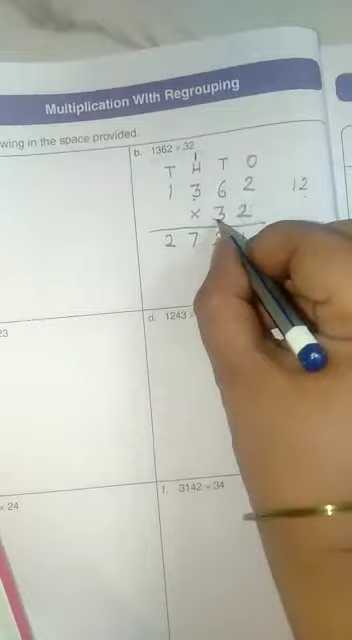 Multiplication With Regrouping
wing in the space provided.
b. 1362 × 32
1
T H T O
1 3 6 2 12
× 3 2
2 7
23
d. 1243
× 24
f. 3142 × 34